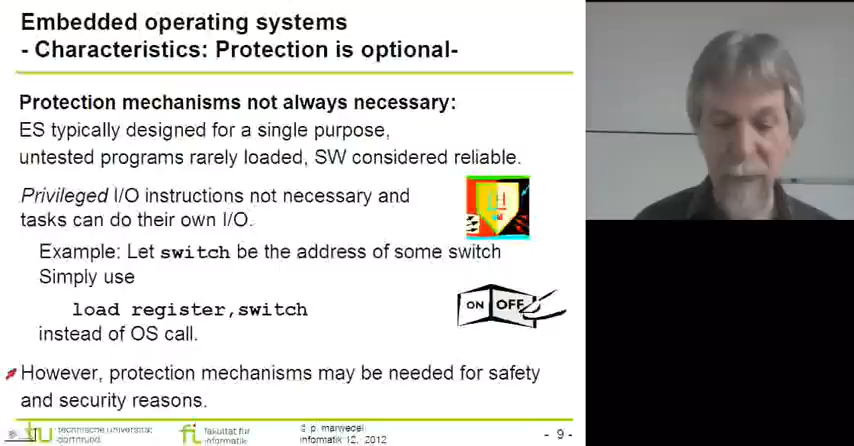 Embedded operating systems
- Characteristics: Protection is optional-
Protection mechanisms not always necessary:
ES typically designed for a single purpose,
untested programs rarely loaded, SW considered reliable.
Privileged I/O instructions not necessary and
tasks can do their own I/O.
Example: Let switch be the address of some switch
Simply use
load register,switch
instead of OS call.
ON OFF
However, protection mechanisms may be needed for safety
and security reasons.
technische universität
dortmund
fakultät für
informatik
p. marwedel
informatik 12, 2012
- 9 -